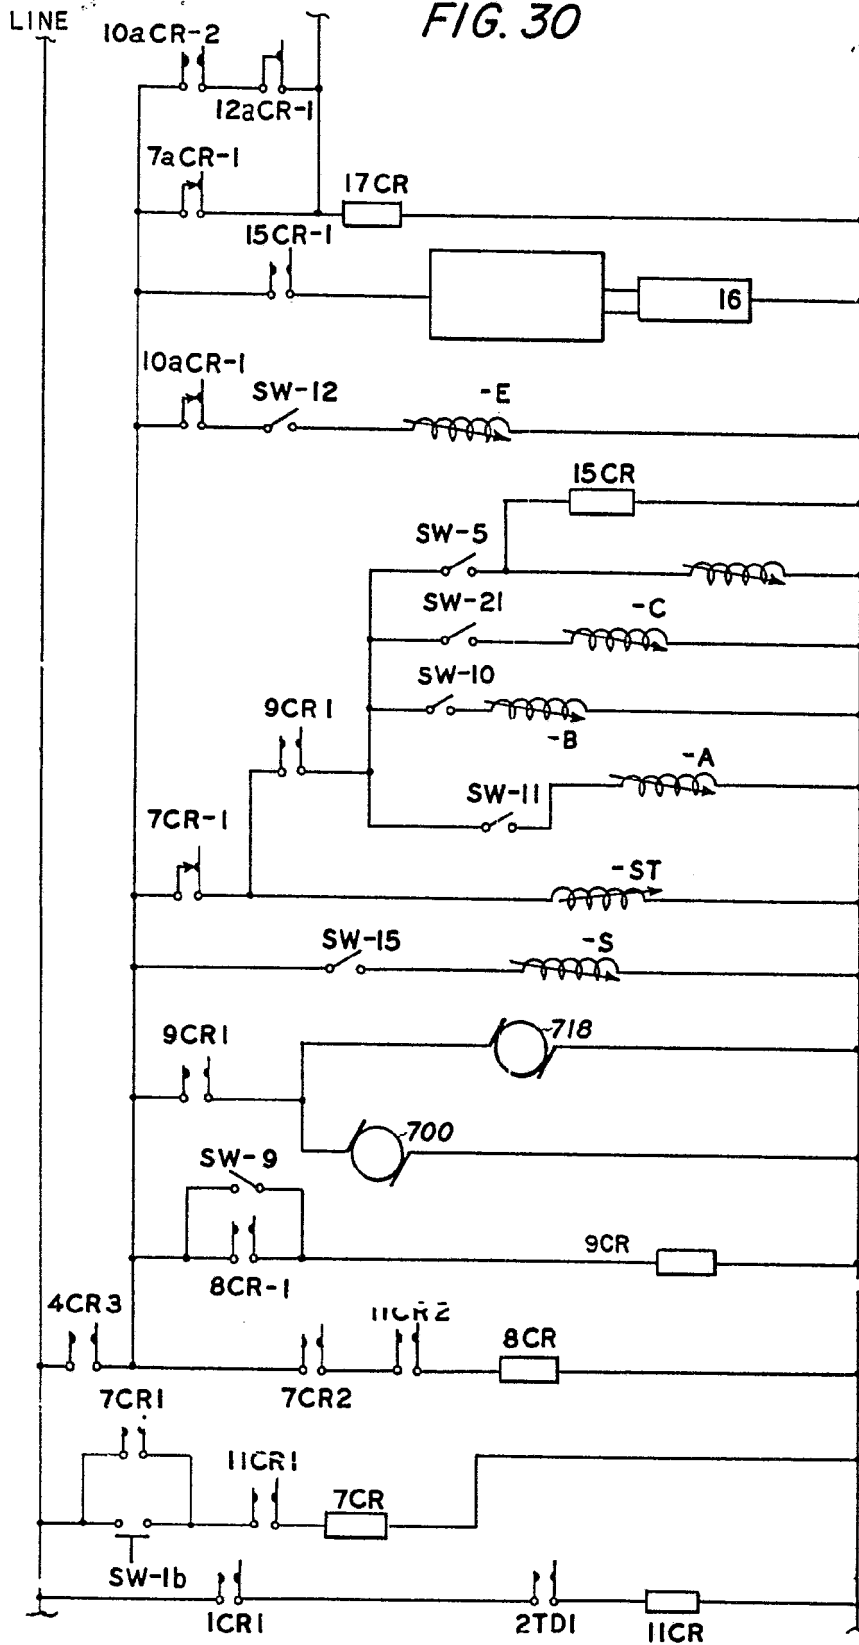 LINE
FIG. 30
10aCR-2
12aCR-1
7aCR-1
17CR
15CR-1
16
10aCR-1
SW-12
-E
15CR
SW-5
SW-21
-C
SW-10
9CR1
-B
-A
SW-11
7CR-1
-ST
SW-15
-S
9CR1
718
700
SW-9
9CR
8CR-1
4CR3
11CR2
8CR
7CR1
7CR2
11CR1
7CR
SW-1b
1CR1
2TD1
11CR